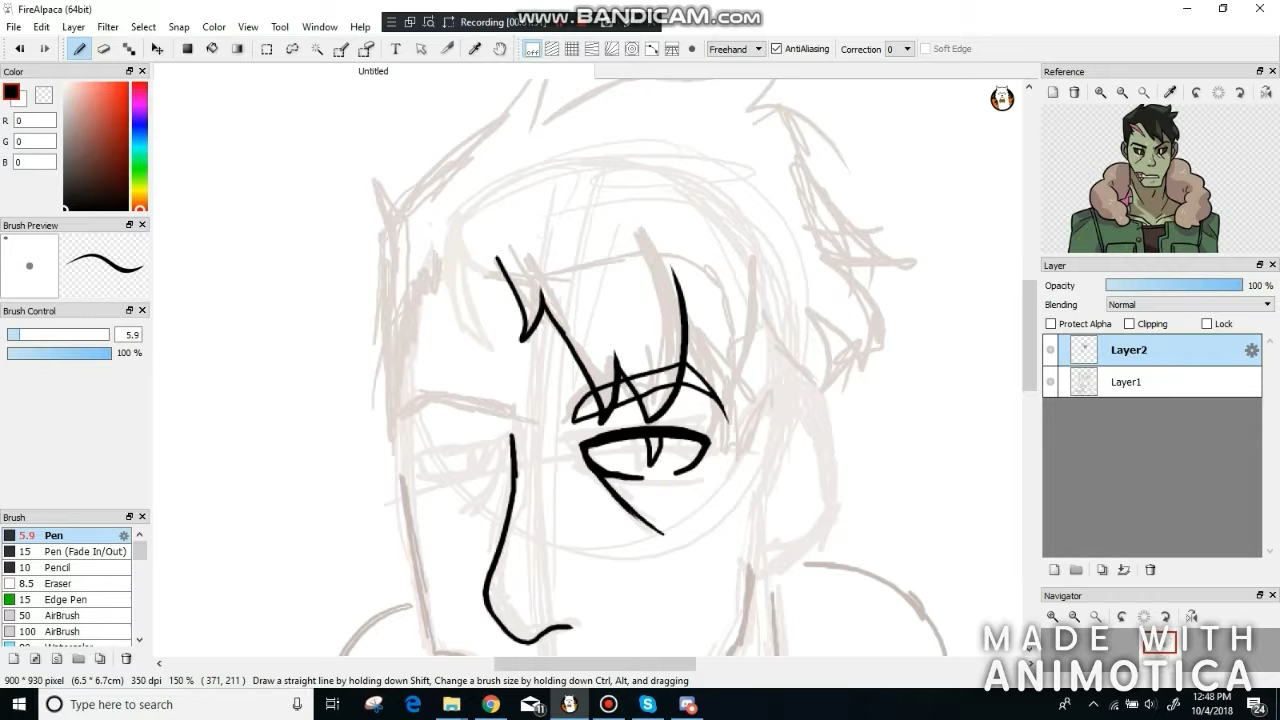 FireAlpaca (64bit)
www.BANDICAM.com
Recording
File Edit Layer Filter Select Snap Color View Tool Window Help
off Freehand AntiAliasing Correction 0 Soft Edge
Color
Untitled
Reference
R 0
G 0
B 0
Brush Preview
Layer
Opacity 100 %
Blending Normal
Brush Control
Protect Alpha Clipping Lock
5.9
100 %
Layer2
Layer1
Brush
5.9 Pen
15 Pen (Fade In/Out)
10 Pencil
8.5 Eraser
15 Edge Pen
50 AirBrush
100 AirBrush
Navigator
MADE WITH
ANIMOTICA
900 * 930 pixel (6.5 * 6.7cm) 350 dpi 150 % ( 371, 211 ) Draw a straight line by holding down Shift, Change a brush size by holding down Ctrl, Alt, and dragging
Type here to search
12:48 PM
10/4/2018